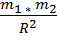 m₁ * m₂
R²